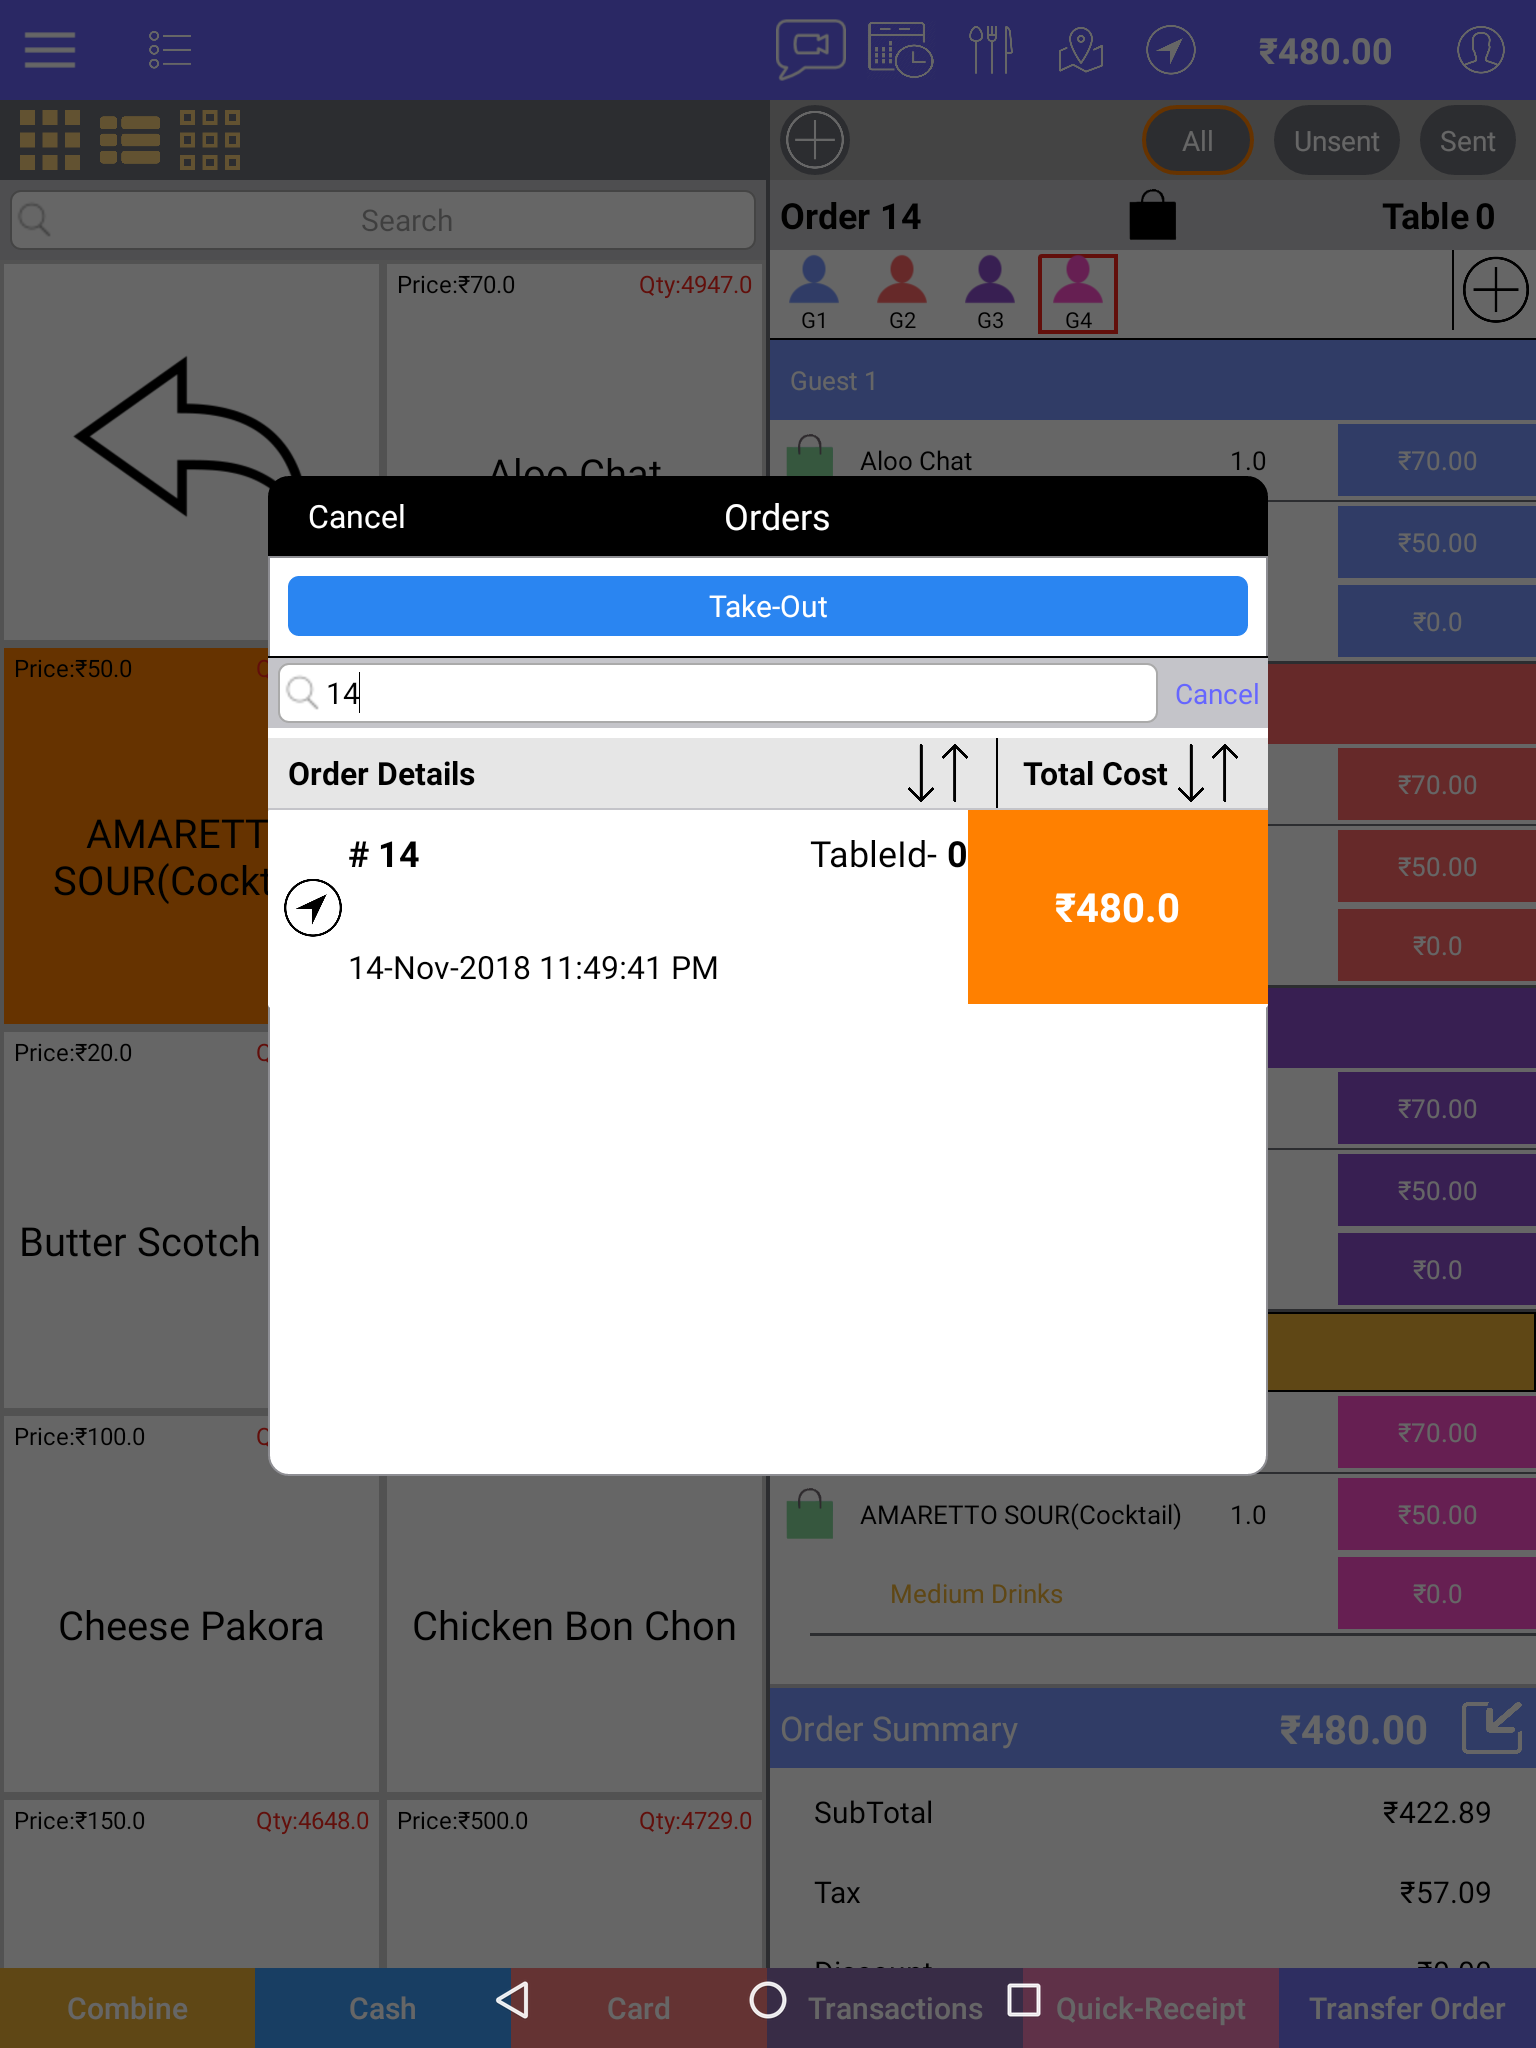 ₹480.00
All
Unsent
Sent
Search
Order 14
Table 0
Price:₹70.0
Qty:4947.0
G1
G2
G3
G4
Guest 1
Aloo Chat
Aloo Chat
1.0
₹70.00
Cancel
Orders
₹50.00
Take-Out
₹0.0
Price:₹50.0
14
Cancel
Order Details
Total Cost
₹70.00
AMARETT
SOUR(Cockt
# 14
TableId- 0
₹480.0
₹50.00
14-Nov-2018 11:49:41 PM
₹0.0
Price:₹20.0
₹70.00
₹50.00
Butter Scotch
₹0.0
Price:₹100.0
₹70.00
AMARETTO SOUR(Cocktail)
1.0
₹50.00
Medium Drinks
₹0.0
Cheese Pakora
Chicken Bon Chon
Order Summary
₹480.00
Price:₹150.0
Qty:4648.0
Price:₹500.0
Qty:4729.0
SubTotal
₹422.89
Tax
₹57.09
Combine
Cash
Card
Transactions
Quick-Receipt
Transfer Order